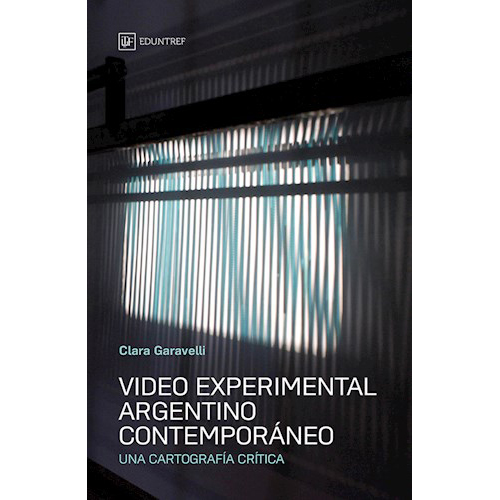 EDUNTREF
Clara Garavelli
VIDEO EXPERIMENTAL
ARGENTINO
CONTEMPORÁNEO
UNA CARTOGRAFÍA CRÍTICA